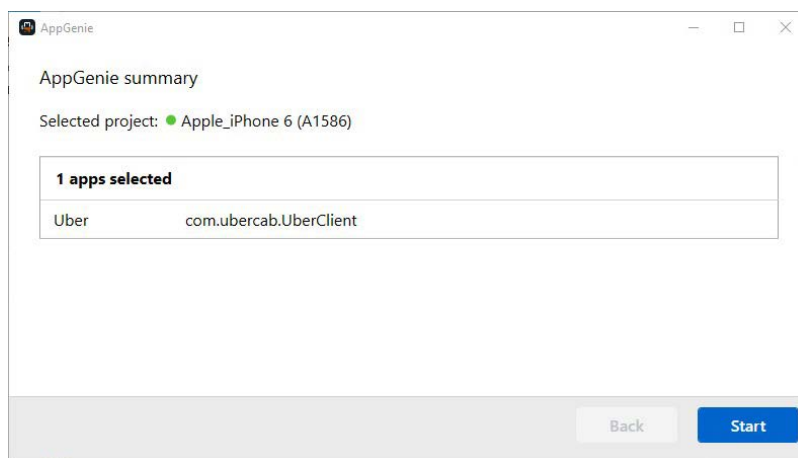 AppGenie
AppGenie summary
Selected project: Apple_iPhone 6 (A1586)
1 apps selected
Uber com.ubercab.UberClient
Back Start